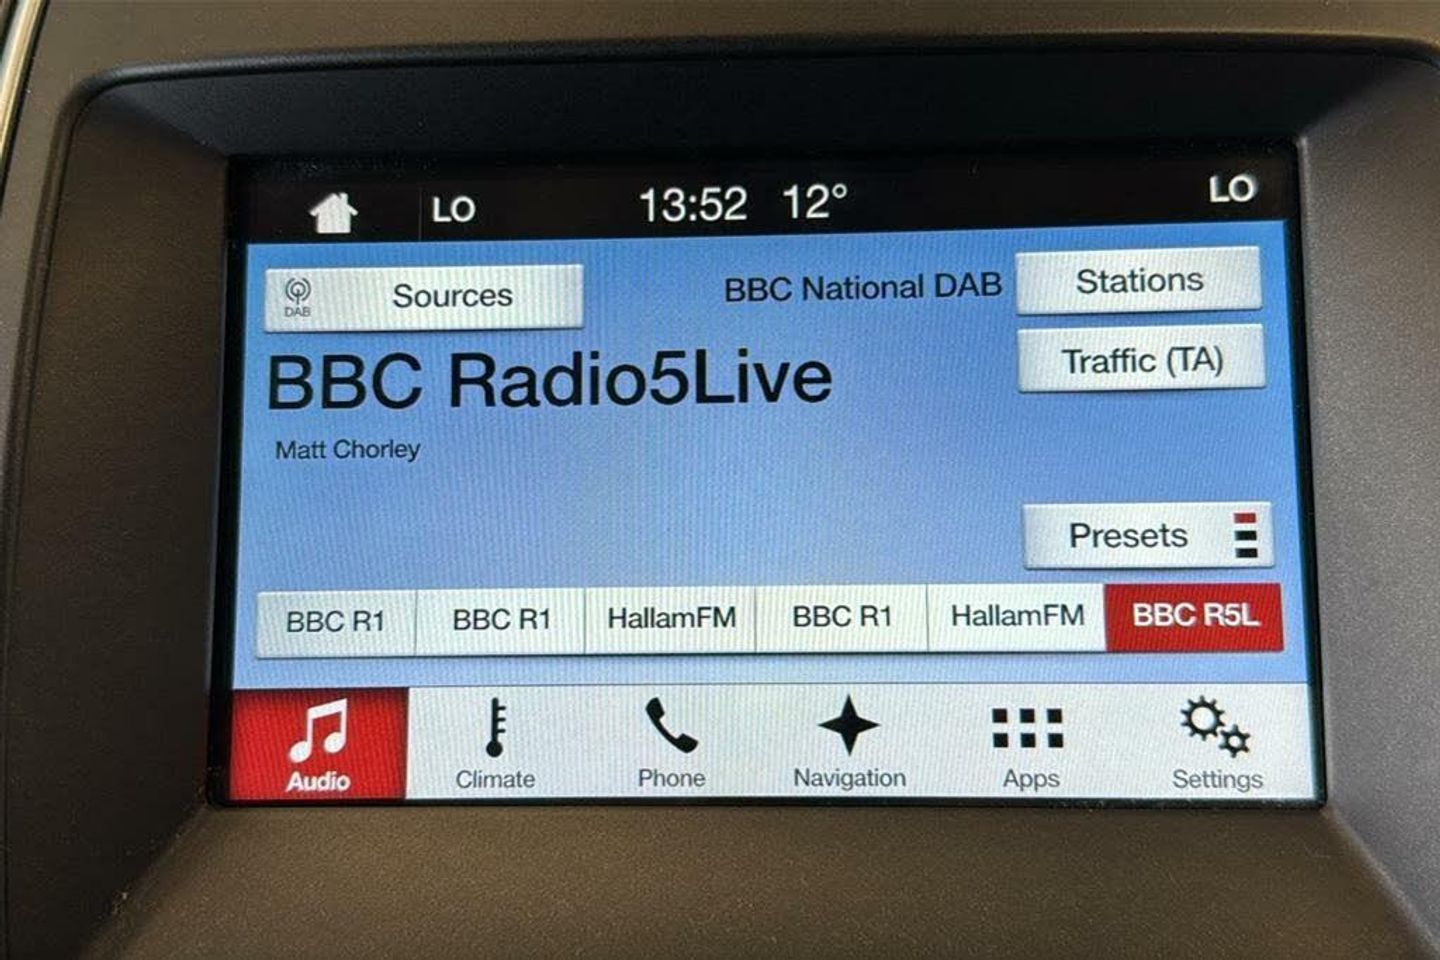 LO 13:52 12° LO
DAB Sources
BBC National DAB
Stations
BBC Radio5Live
Traffic (TA)
Matt Chorley
Presets
BBC R1 BBC R1 HallamFM BBC R1 HallamFM BBC R5L
Audio Climate Phone Navigation Apps Settings